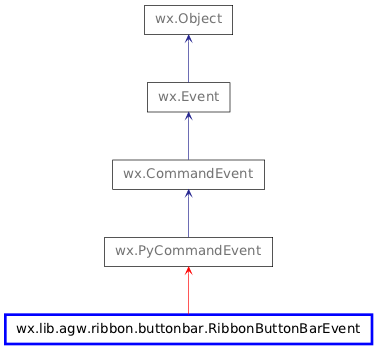 wx.Object
wx.Event
wx.CommandEvent
wx.PyCommandEvent
wx.lib.agw.ribbon.buttonbar.RibbonButtonBarEvent